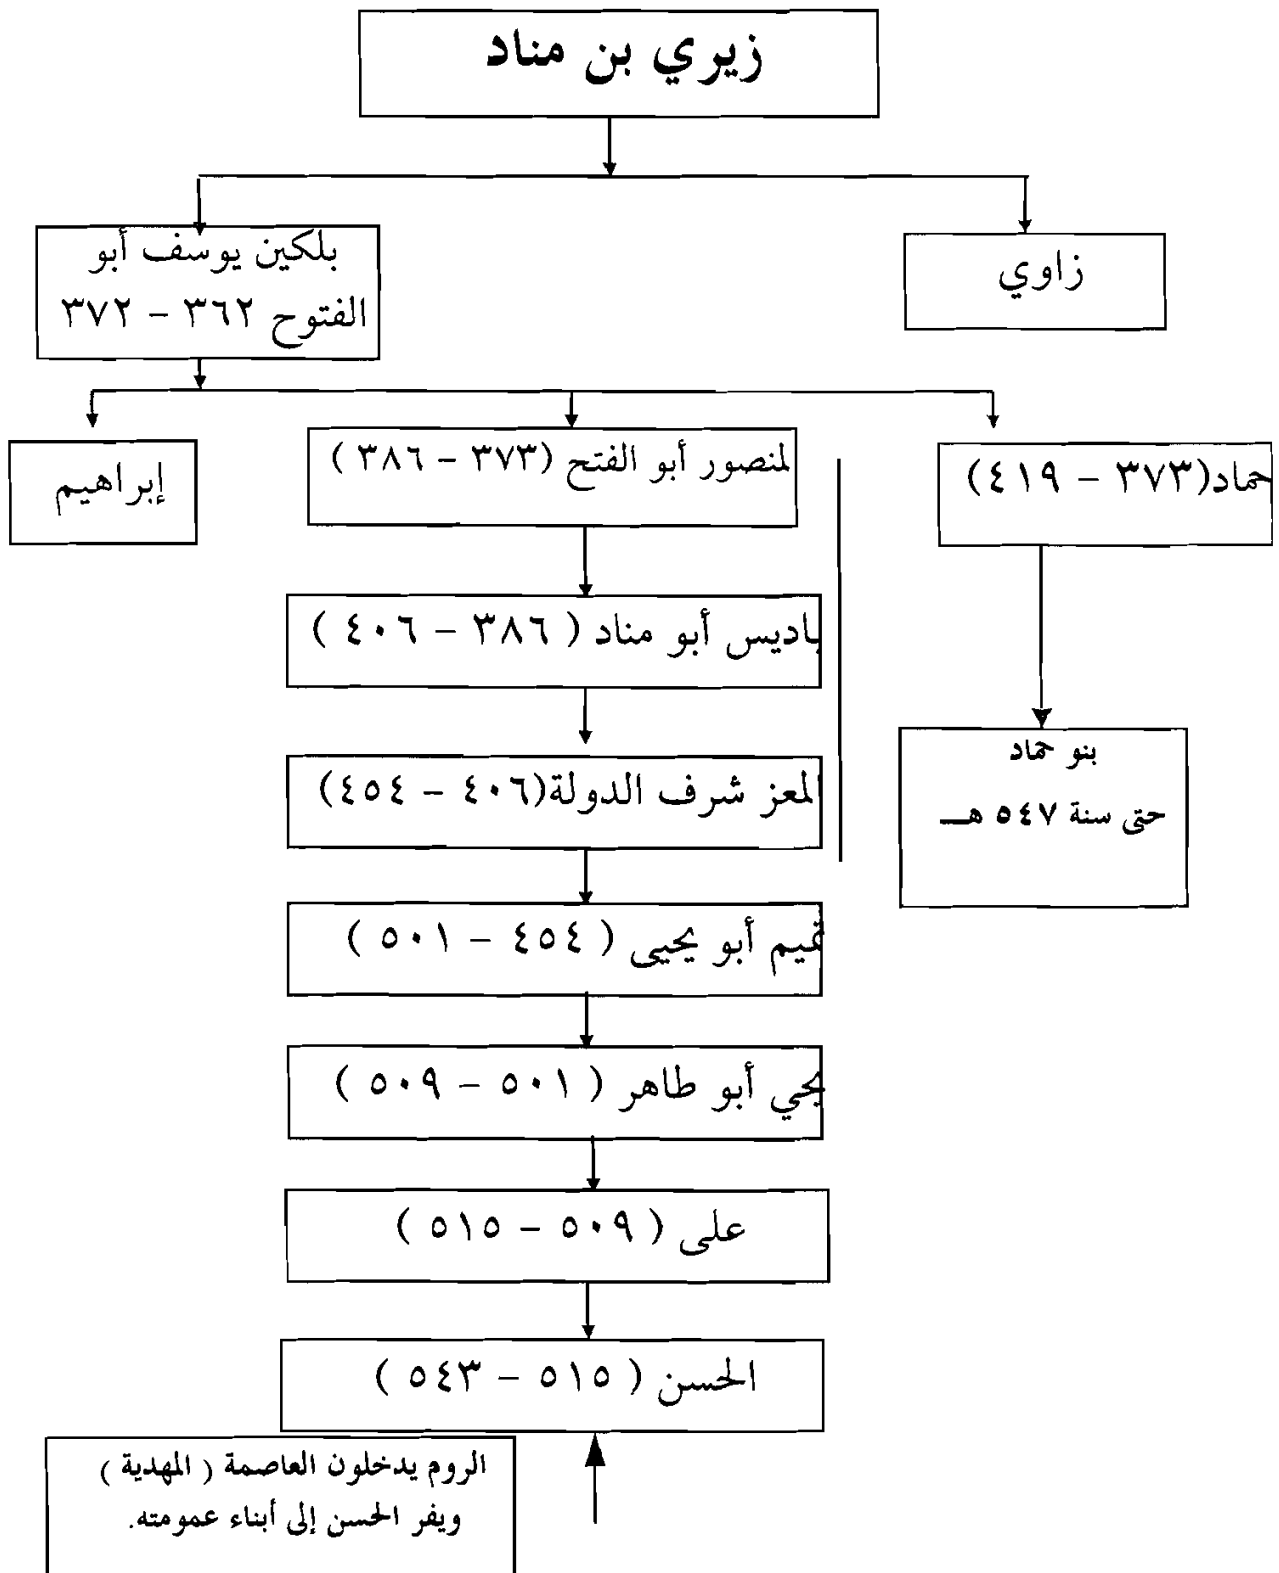 زيري بن مناد
زاوي
بلكين يوسف أبو
الفتوح ٣٦٢ - ٣٧٢
حماد(٣٧٣ - ٤١٩)
لمنصور أبو الفتح (٣٧٣ - ٣٨٦ )
إبراهيم
باديس أبو مناد ( ٣٨٦ - ٤٠٦ )
لمعز شرف الدولة(٤٠٦ - ٤٥٤)
بنو حماد
حتى سنة ٥٤٧ هـــ
تميم أبو يحيى ( ٤٥٤ - ٥٠١ )
يحي أبو طاهر ( ٥٠١ - ٥٠٩ )
على ( ٥٠٩ - ٥١٥ )
الحسن ( ٥١٥ - ٥٤٣ )
الروم يدخلون العاصمة ( المهدية )
ويفر الحسن إلى أبناء عمومته.